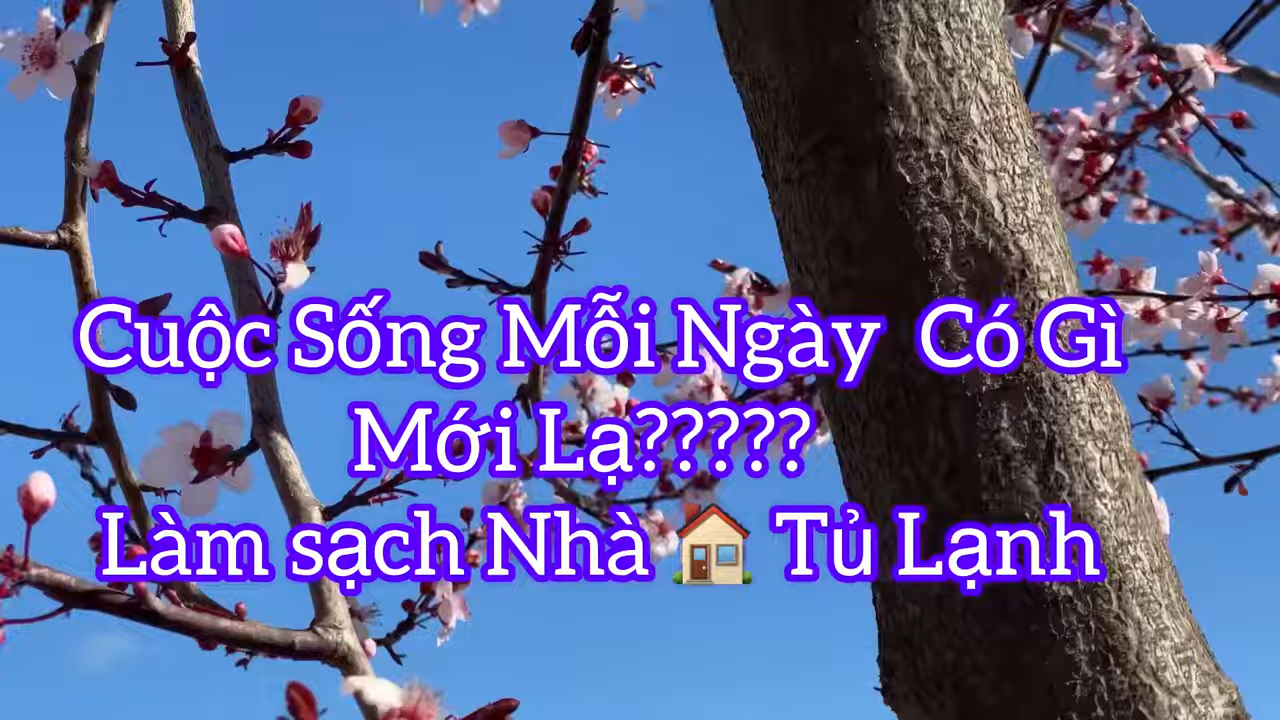 Cuộc Sống Mỗi Ngày Có Gì
Mới Lạ?????
Làm sạch Nhà 🏠 Tủ Lạnh